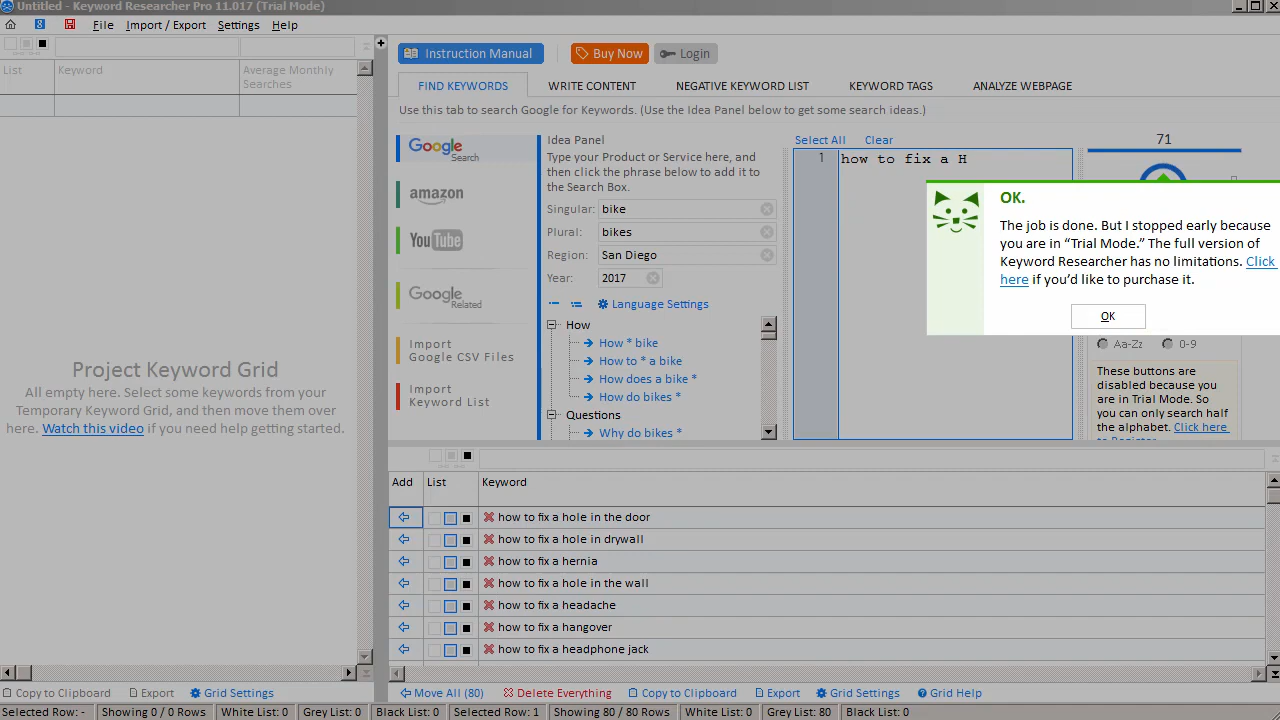 Untitled - Keyword Researcher Pro 11.017 (Trial Mode)
File Import / Export Settings Help
List Keyword Average Monthly Searches
Project Keyword Grid
All empty here. Select some keywords from your
Temporary Keyword Grid, and then move them over
here. Watch this video if you need help getting started.
Copy to Clipboard Export Grid Settings
Instruction Manual Buy Now Login
FIND KEYWORDS WRITE CONTENT NEGATIVE KEYWORD LIST KEYWORD TAGS ANALYZE WEBPAGE
Use this tab to search Google for Keywords. (Use the Idea Panel below to get some search ideas.)
Google Search
amazon
YouTube
Google Related
Import
Google CSV Files
Import
Keyword List
Idea Panel
Type your Product or Service here, and
then click the phrase below to add it to
the Search Box.
Singular: bike
Plural: bikes
Region: San Diego
Year: 2017
Language Settings
How
How * bike
How to * a bike
How does a bike *
How do bikes *
Questions
Why do bikes *
Select All Clear
1 how to fix a H
71
OK.
The job is done. But I stopped early because
you are in “Trial Mode.” The full version of
Keyword Researcher has no limitations. Click
here if you’d like to purchase it.
OK
Aa-Zz 0-9
These buttons are
disabled because you
are in Trial Mode. So
you can only search half
the alphabet. Click here
to Register
Add List Keyword
how to fix a hole in the door
how to fix a hole in drywall
how to fix a hernia
how to fix a hole in the wall
how to fix a headache
how to fix a hangover
how to fix a headphone jack
Move All (80) Delete Everything Copy to Clipboard Export Grid Settings Grid Help
Selected Row: - Showing 0 / 0 Rows White List: 0 Grey List: 0 Black List: 0 Selected Row: 1 Showing 80 / 80 Rows White List: 0 Grey List: 80 Black List: 0